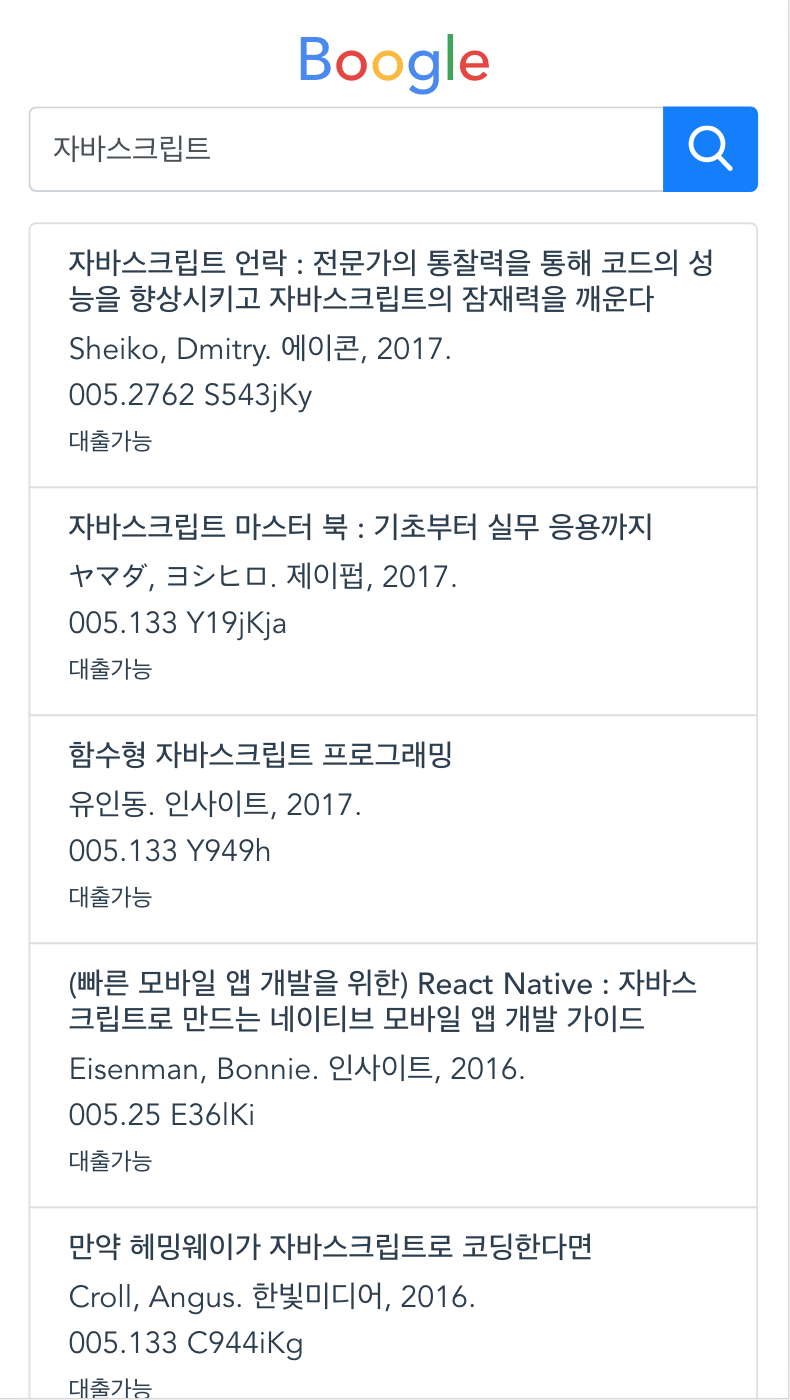 Boogle
자바스크립트
자바스크립트 언락 : 전문가의 통찰력을 통해 코드의 성
능을 향상시키고 자바스크립트의 잠재력을 깨운다
Sheiko, Dmitry. 에이콘, 2017.
005.2762 S543jKy
대출가능
자바스크립트 마스터 북 : 기초부터 실무 응용까지
ヤマダ, ヨシヒロ. 제이펍, 2017.
005.133 Y19jKja
대출가능
함수형 자바스크립트 프로그래밍
유인동. 인사이트, 2017.
005.133 Y949h
대출가능
(빠른 모바일 앱 개발을 위한) React Native : 자바스
크립트로 만드는 네이티브 모바일 앱 개발 가이드
Eisenman, Bonnie. 인사이트, 2016.
005.25 E36lKi
대출가능
만약 헤밍웨이가 자바스크립트로 코딩한다면
Croll, Angus. 한빛미디어, 2016.
005.133 C944iKg
대출가능